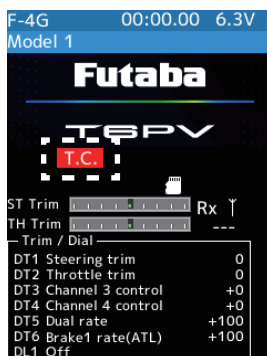 F-4G 00:00.00 6.3V
Model 1
Futaba
T6PV
T.C.
ST Trim
Rx
TH Trim
---
Trim / Dial
DT1 Steering trim 0
DT2 Throttle trim 0
DT3 Channel 3 control +0
DT4 Channel 4 control +0
DT5 Dual rate +100
DT6 Brake1 rate(ATL) +100
DL1 Off